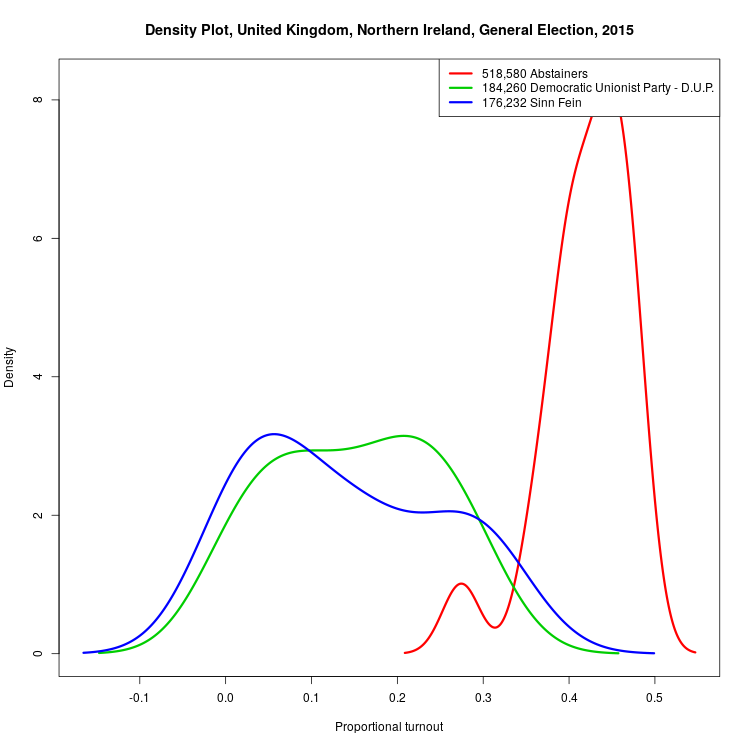 Density Plot, United Kingdom, Northern Ireland, General Election, 2015
518,580 Abstainers
184,260 Democratic Unionist Party - D.U.P.
176,232 Sinn Fein
8
6
4
2
0
Density
-0.1 0.0 0.1 0.2 0.3 0.4 0.5
Proportional turnout